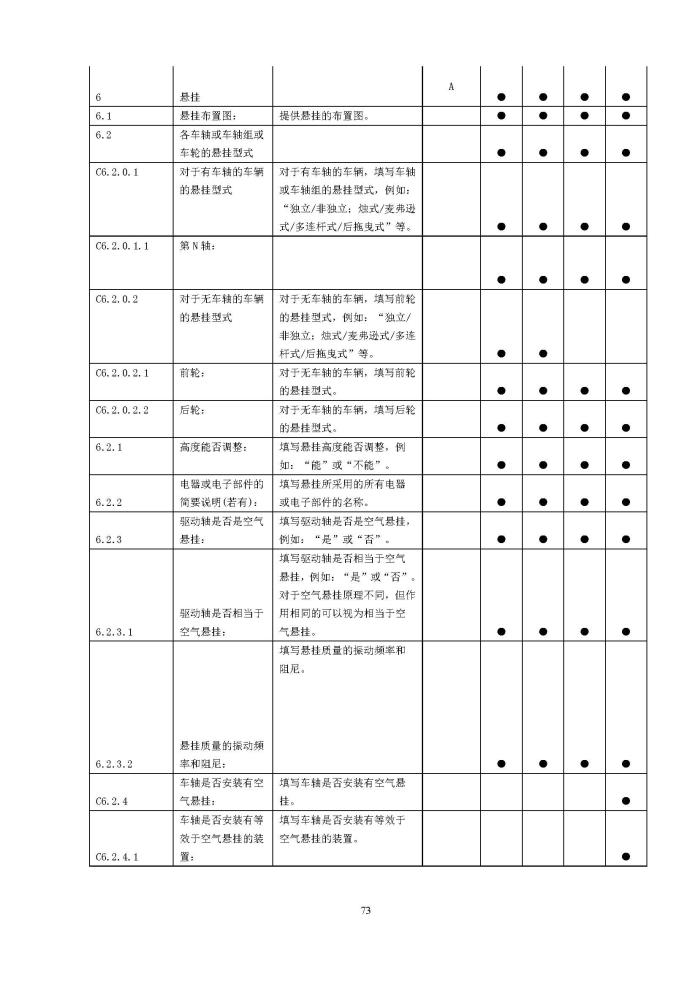 A
6 悬挂 ● ● ● ●
6.1 悬挂布置图： 提供悬挂的布置图。 ● ● ● ●
6.2 各车轴或车轴组或
车轮的悬挂型式 ● ● ● ●
C6.2.0.1 对于有车轴的车辆 对于有车轴的车辆，填写车轴
的悬挂型式 或车轴组的悬挂型式，例如：
“独立/非独立；烛式/麦弗逊
式/多连杆式/后拖曳式”等。 ● ● ● ●
C6.2.0.1.1 第 N 轴：
● ● ● ●
C6.2.0.2 对于无车轴的车辆 对于无车轴的车辆，填写前轮
的悬挂型式 的悬挂型式，例如：“独立/
非独立；烛式/麦弗逊式/多连
杆式/后拖曳式”等。 ● ●
C6.2.0.2.1 前轮： 对于无车轴的车辆，填写前轮
的悬挂型式。 ● ● ● ●
C6.2.0.2.2 后轮： 对于无车轴的车辆，填写后轮
的悬挂型式。 ● ● ● ●
6.2.1 高度能否调整： 填写悬挂高度能否调整，例
如：“能”或“不能”。 ● ● ● ●
电器或电子部件的 填写悬挂所采用的所有电器
6.2.2 简要说明(若有)： 或电子部件的名称。 ● ● ● ●
驱动轴是否是空气 填写驱动轴是否是空气悬挂，
6.2.3 悬挂： 例如：“是”或“否”。 ● ● ● ●
填写驱动轴是否相当于空气
悬挂，例如：“是”或“否”。
对于空气悬挂原理不同，但作
驱动轴是否相当于 用相同的可以视为相当于空
6.2.3.1 空气悬挂； 气悬挂。 ● ● ● ●
填写悬挂质量的振动频率和
阻尼。
悬挂质量的振动频
6.2.3.2 率和阻尼； ● ● ● ●
车轴是否安装有空 填写车轴是否安装有空气悬
C6.2.4 气悬挂： 挂。 ●
车轴是否安装有等 填写车轴是否安装有等效于
效于空气悬挂的装 空气悬挂的装置。
C6.2.4.1 置： ●
73